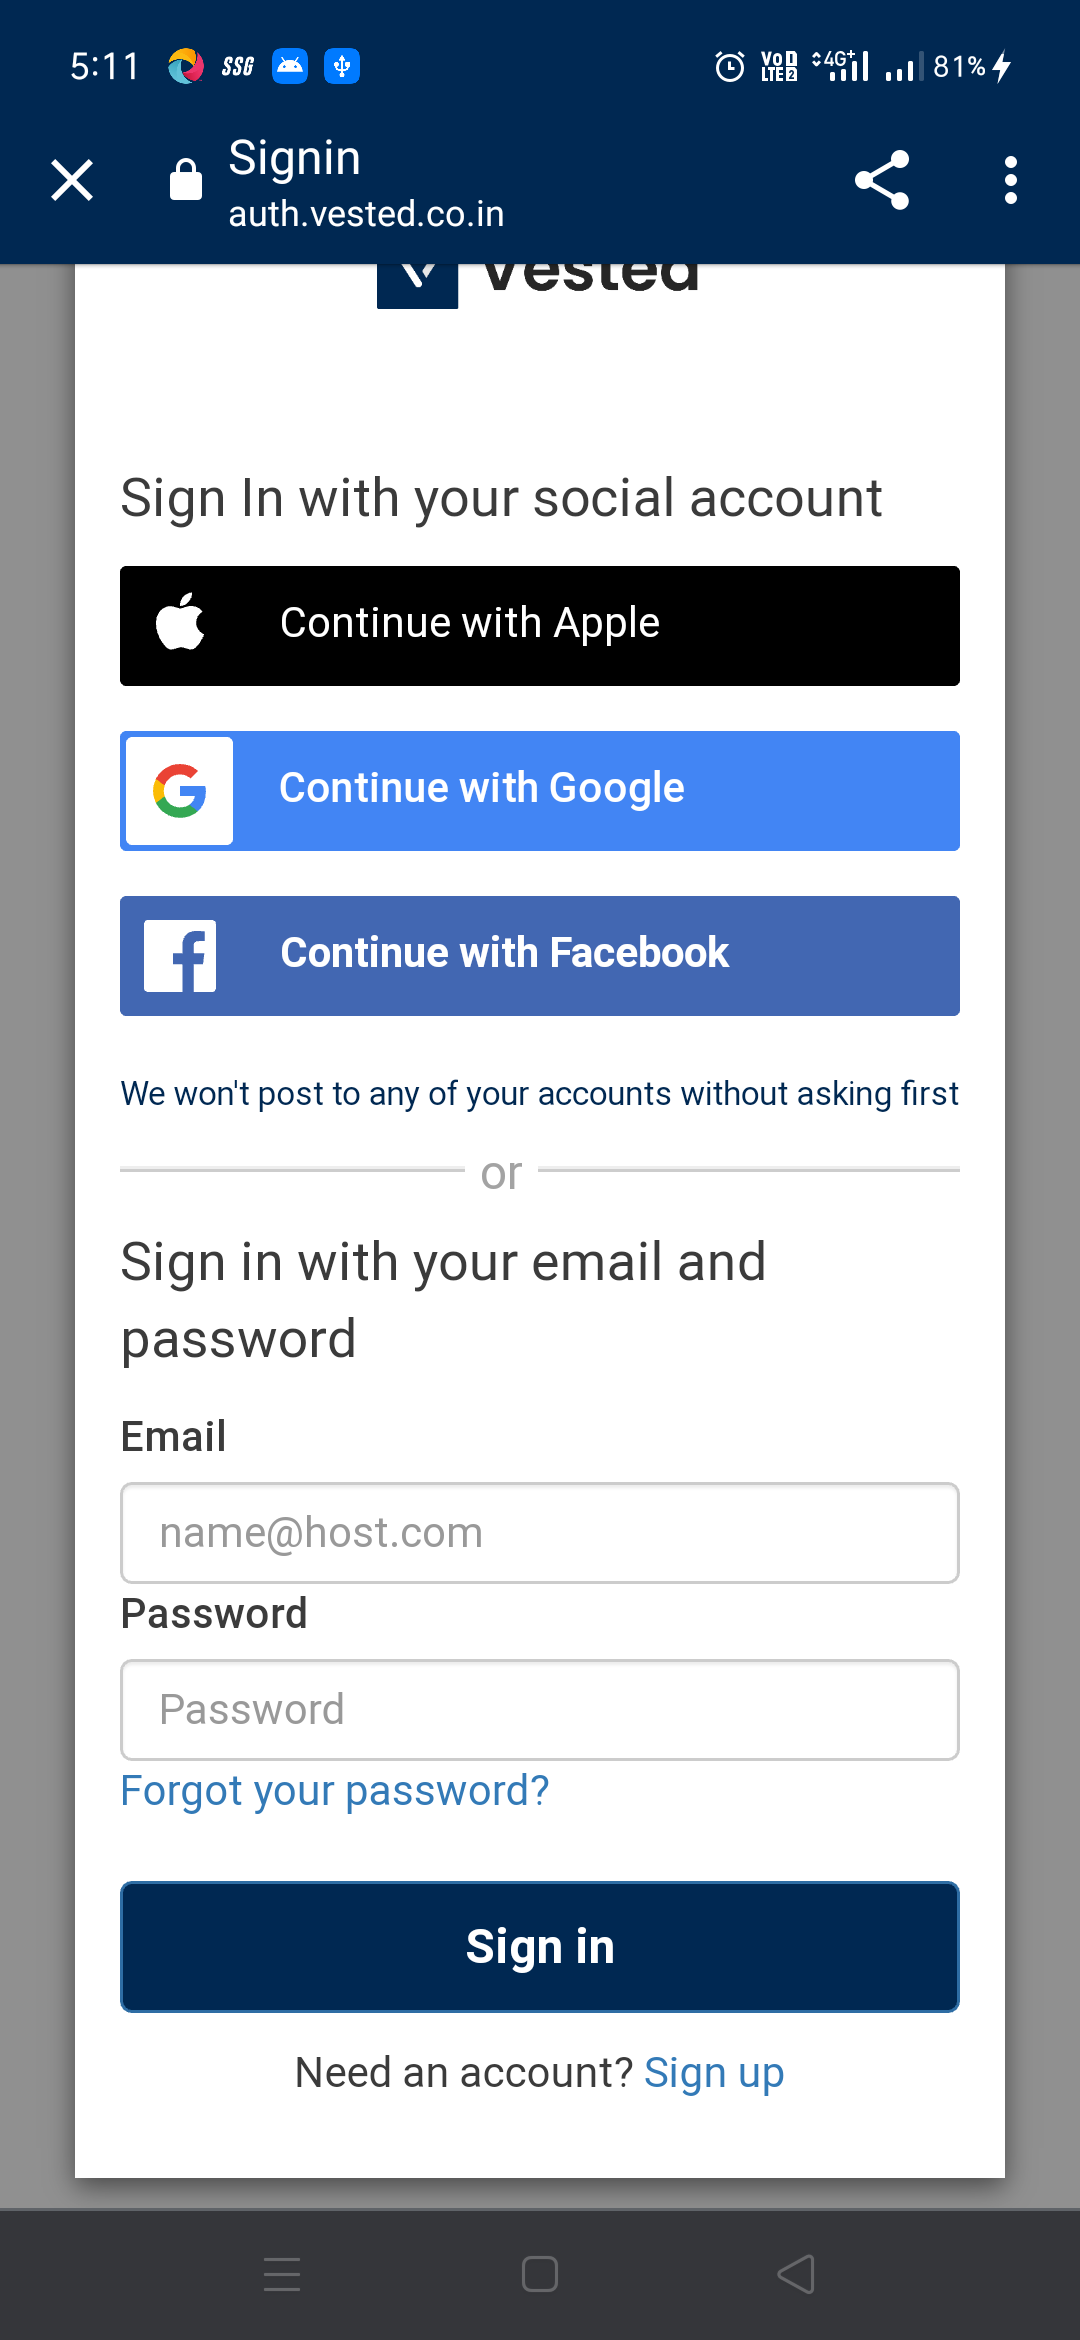 5:11 SSG VoD LTE 2 4G+ 81%
Signin
auth.vested.co.in
vested
Sign In with your social account
Continue with Apple
Continue with Google
Continue with Facebook
We won't post to any of your accounts without asking first
or
Sign in with your email and
password
Email
name@host.com
Password
Password
Forgot your password?
Sign in
Need an account? Sign up